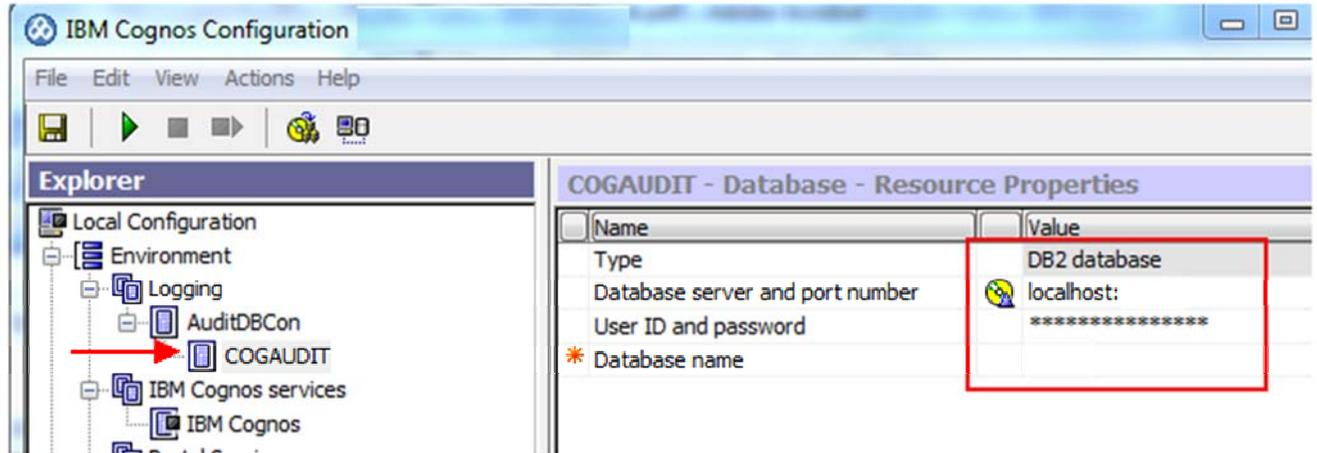 IBM Cognos Configuration
File Edit View Actions Help
Explorer
COGAUDIT - Database - Resource Properties
Local Configuration
Name Value
Environment
Type DB2 database
Logging
Database server and port number localhost:
AuditDBCon
User ID and password ***************
COGAUDIT
Database name
IBM Cognos services
IBM Cognos